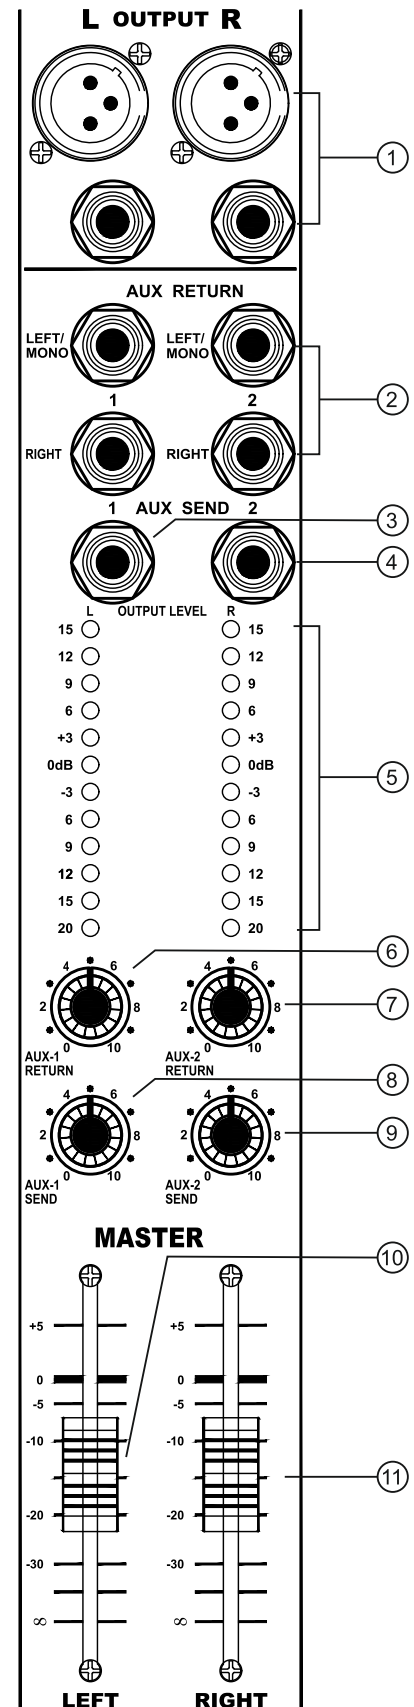 L OUTPUT R
1
AUX RETURN
LEFT/ MONO LEFT/ MONO
1 2
2
RIGHT RIGHT
1 AUX SEND 2
3
4
L OUTPUT LEVEL R
15 15
12 12
9 9
6 6
+3 +3
0dB 0dB
5
-3 -3
6 6
9 9
12 12
15 15
20 20
6
4 6 4 6
2 8 2 8
7
0 10 0 10
AUX-1 AUX-2
RETURN RETURN
8
4 6 4 6
2 8 2 8
9
0 10 0 10
AUX-1 AUX-2
SEND SEND
MASTER
10
+5 +5
0 0
-5 -5
-10 -10
11
-20 -20
-30 -30
∞ ∞
LEFT RIGHT